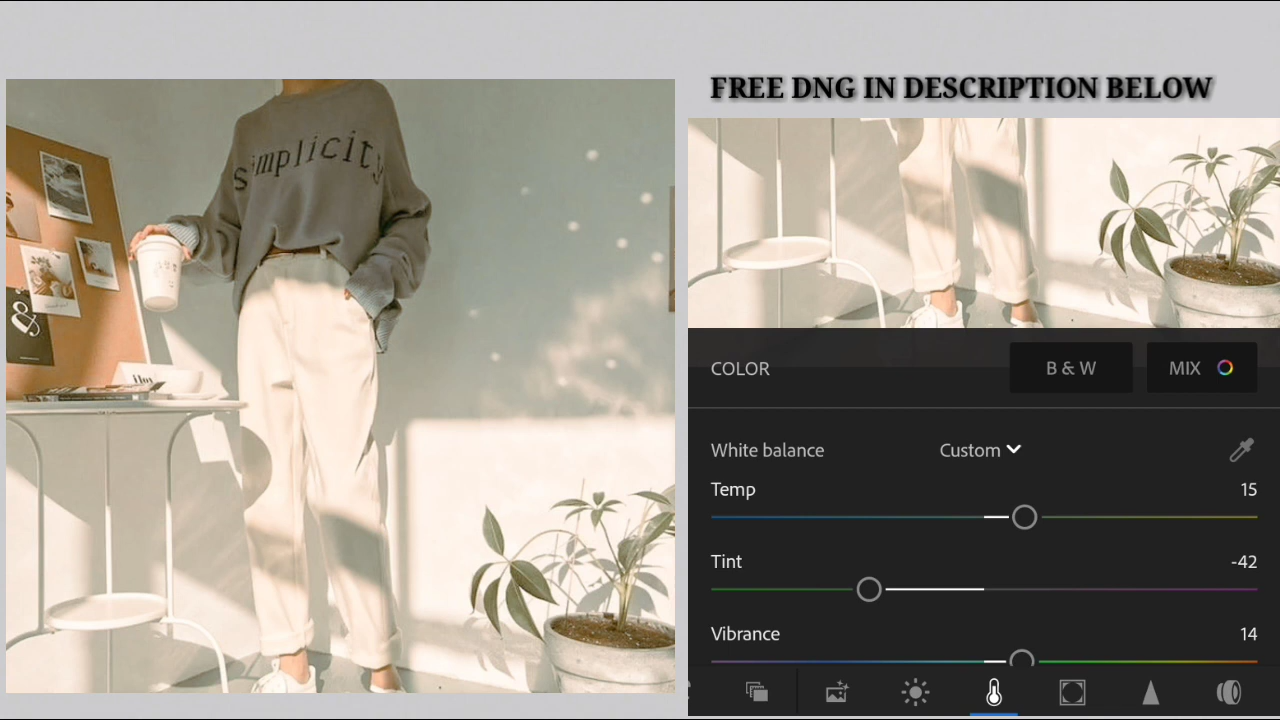 FREE DNG IN DESCRIPTION BELOW
simplicity
&
COLOR
B & W
MIX
White balance
Custom
Temp
15
Tint
-42
Vibrance
14